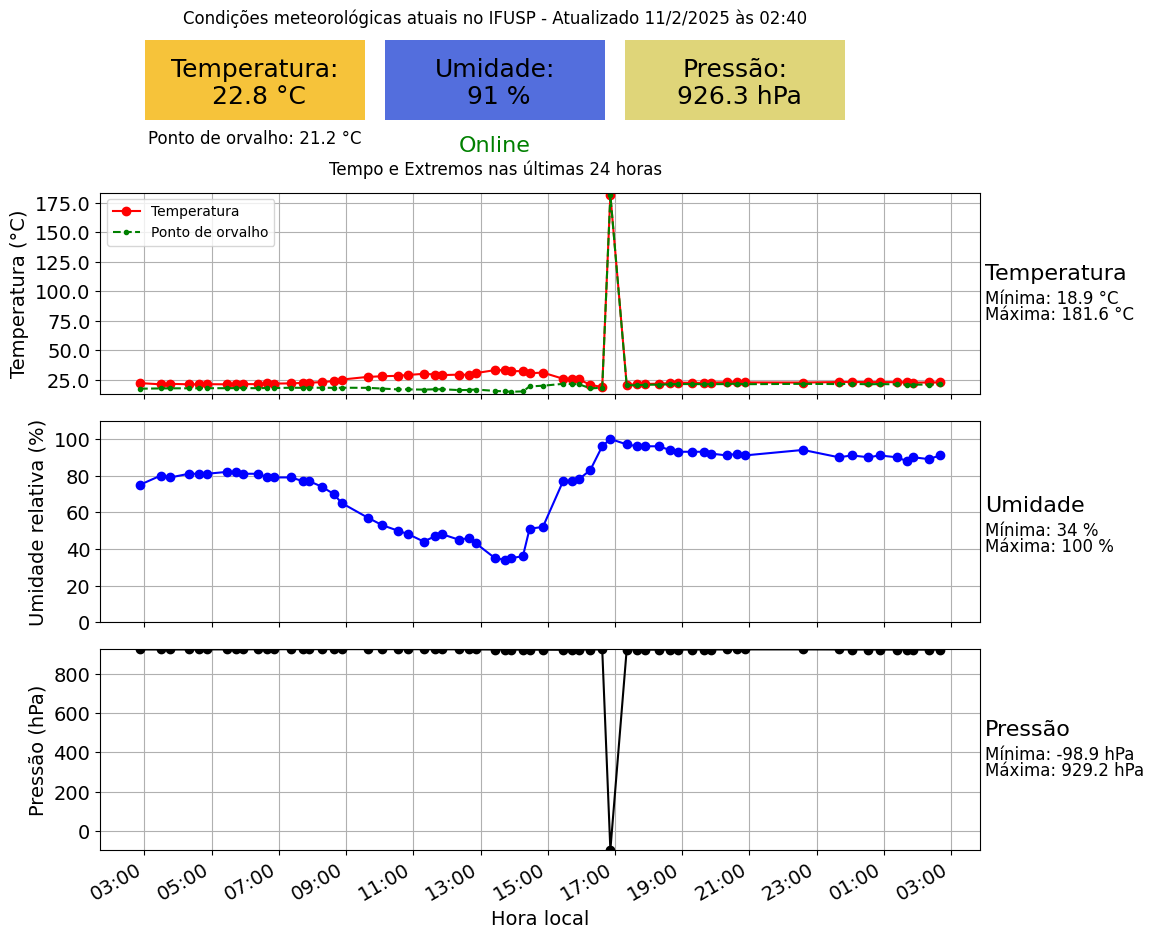 Condições meteorológicas atuais no IFUSP - Atualizado 11/2/2025 às 02:40
Temperatura:
22.8 °C
Umidade:
91 %
Pressão:
926.3 hPa
Ponto de orvalho: 21.2 °C
Online
Tempo e Extremos nas últimas 24 horas
Temperatura (°C)
175.0
150.0
125.0
100.0
75.0
50.0
25.0
Temperatura
Ponto de orvalho
Temperatura
Mínima: 18.9 °C
Máxima: 181.6 °C
Umidade relativa (%)
100
80
60
40
20
0
Umidade
Mínima: 34 %
Máxima: 100 %
Pressão (hPa)
800
600
400
200
0
Pressão
Mínima: -98.9 hPa
Máxima: 929.2 hPa
03:00 05:00 07:00 09:00 11:00 13:00 15:00 17:00 19:00 21:00 23:00 01:00 03:00
Hora local